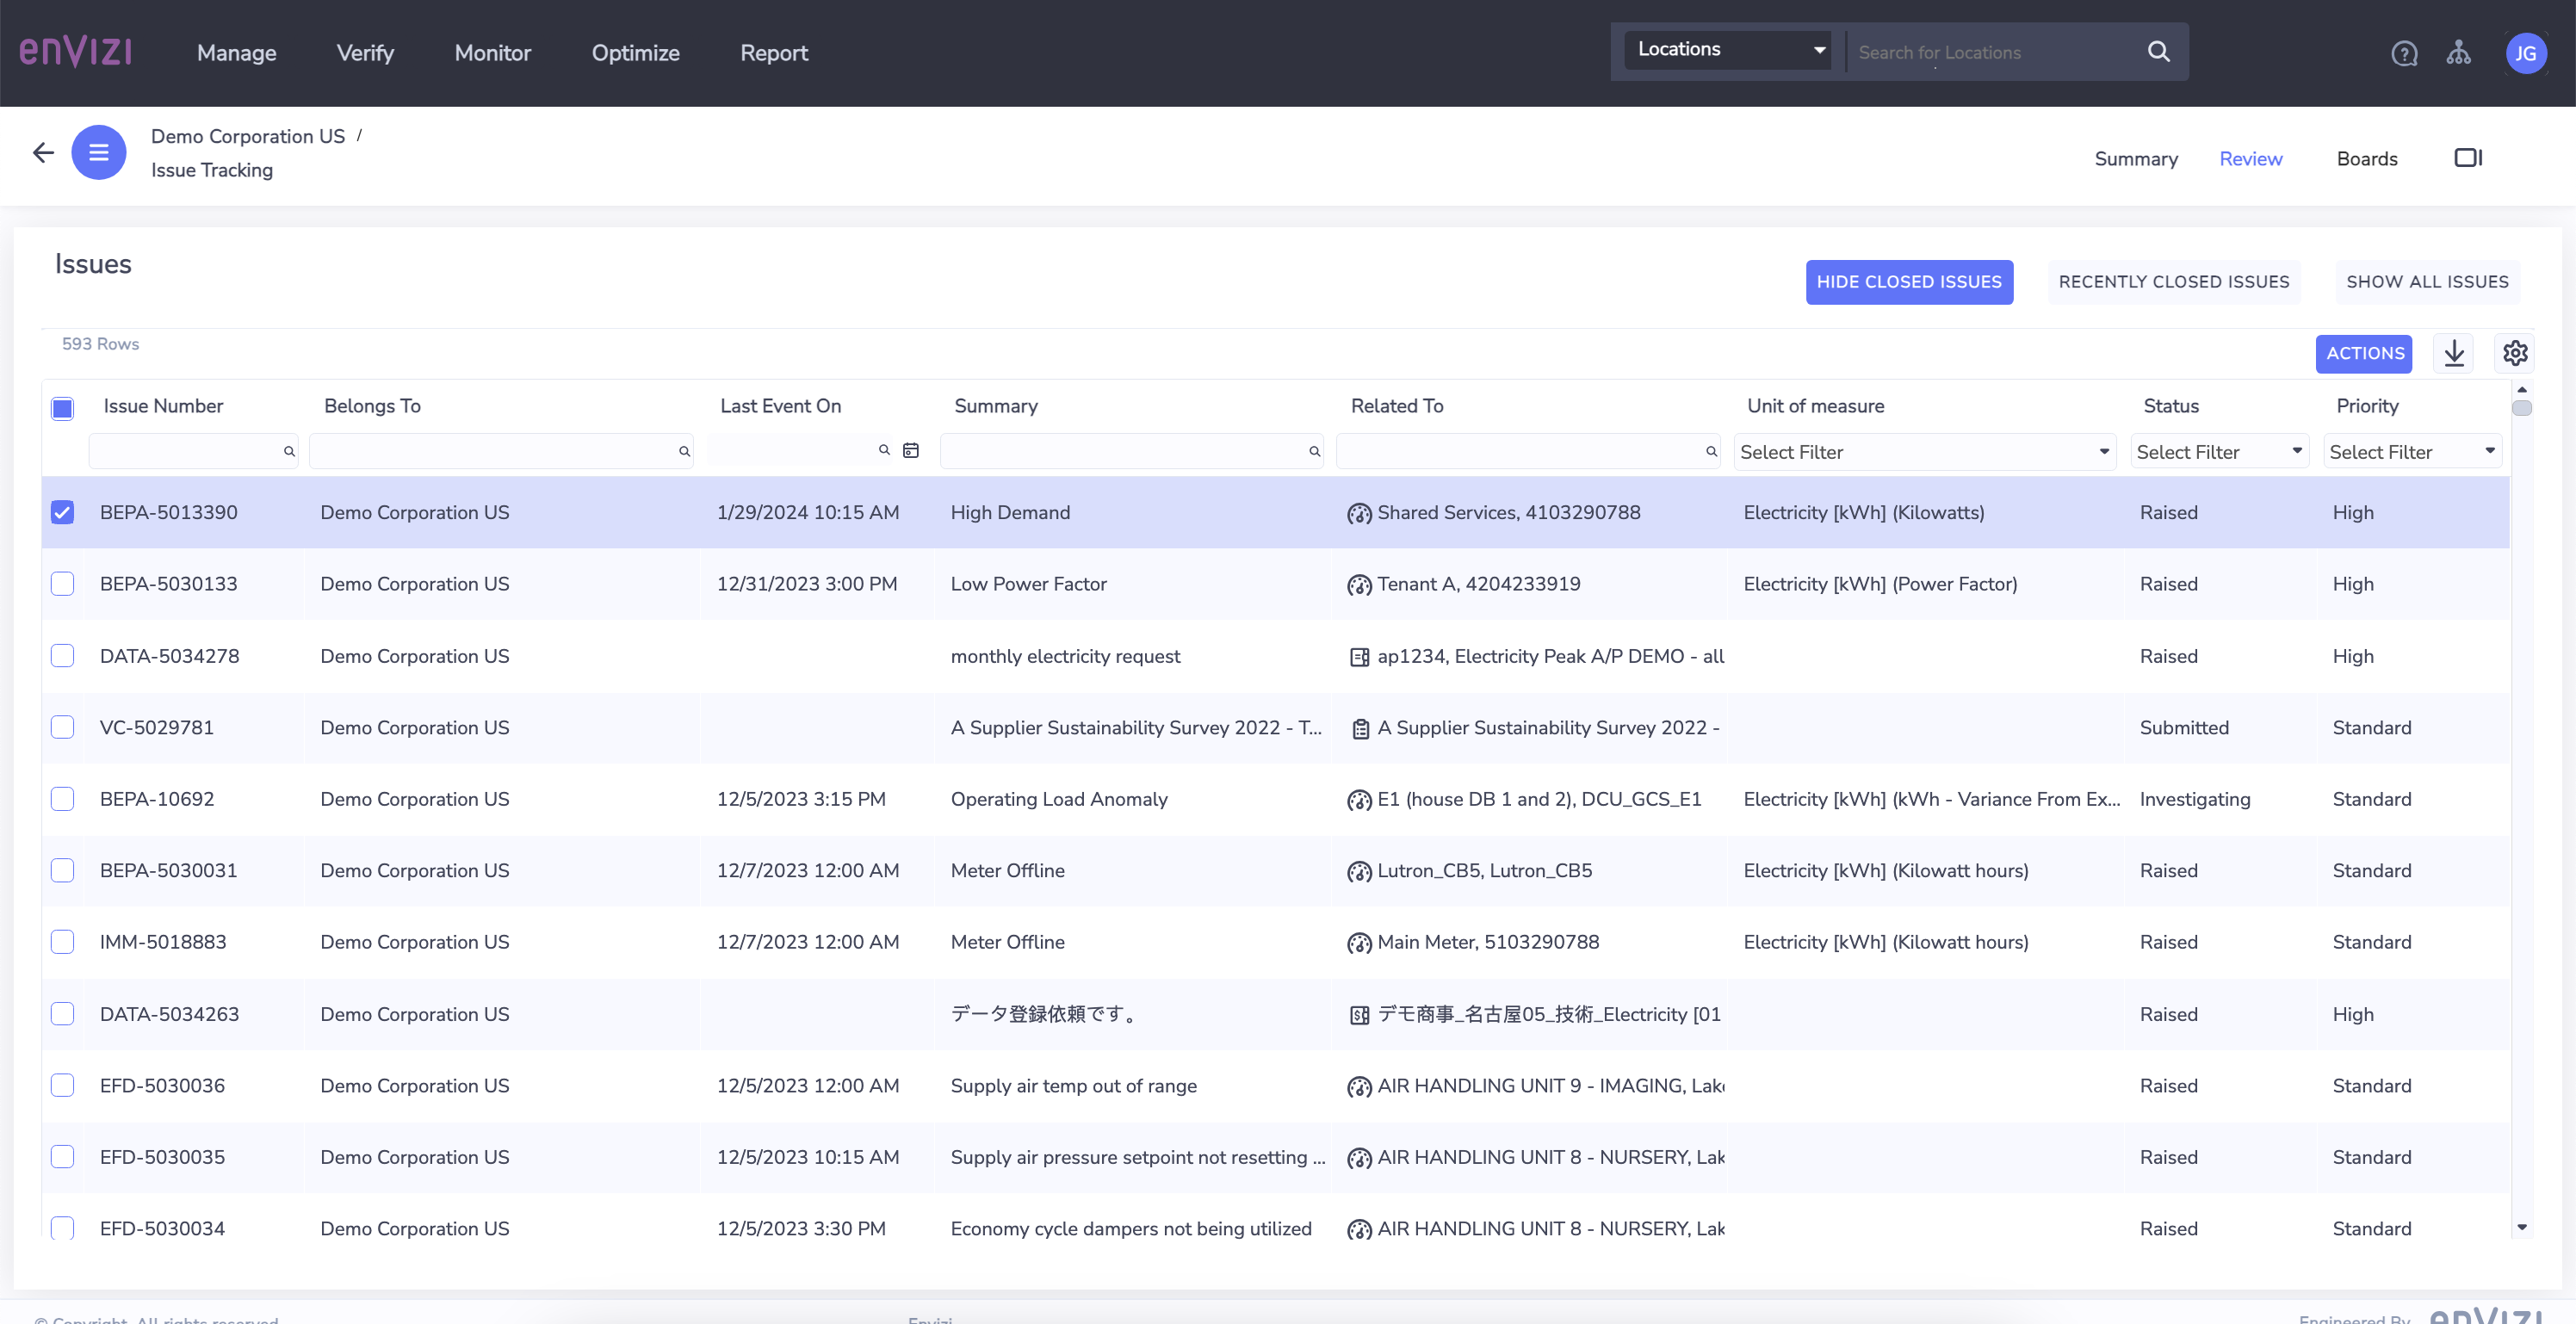 enVIZI Manage Verify Monitor Optimize Report Locations Search for Locations JG
Demo Corporation US /
Issue Tracking
Summary Review Boards
Issues
HIDE CLOSED ISSUES RECENTLY CLOSED ISSUES SHOW ALL ISSUES
593 Rows
ACTIONS
Issue Number Belongs To Last Event On Summary Related To Unit of measure Status Priority
Select Filter Select Filter Select Filter
BEPA-5013390 Demo Corporation US 1/29/2024 10:15 AM High Demand Shared Services, 4103290788 Electricity [kWh] (Kilowatts) Raised High
BEPA-5030133 Demo Corporation US 12/31/2023 3:00 PM Low Power Factor Tenant A, 4204233919 Electricity [kWh] (Power Factor) Raised High
DATA-5034278 Demo Corporation US monthly electricity request ap1234, Electricity Peak A/P DEMO - all Raised High
VC-5029781 Demo Corporation US A Supplier Sustainability Survey 2022 - T... A Supplier Sustainability Survey 2022 - Submitted Standard
BEPA-10692 Demo Corporation US 12/5/2023 3:15 PM Operating Load Anomaly E1 (house DB 1 and 2), DCU_GCS_E1 Electricity [kWh] (kWh - Variance From Ex... Investigating Standard
BEPA-5030031 Demo Corporation US 12/7/2023 12:00 AM Meter Offline Lutron_CB5, Lutron_CB5 Electricity [kWh] (Kilowatt hours) Raised Standard
IMM-5018883 Demo Corporation US 12/7/2023 12:00 AM Meter Offline Main Meter, 5103290788 Electricity [kWh] (Kilowatt hours) Raised Standard
DATA-5034263 Demo Corporation US データ登録依頼です。 デモ商事_名古屋05_技術_Electricity [01 Raised High
EFD-5030036 Demo Corporation US 12/5/2023 12:00 AM Supply air temp out of range AIR HANDLING UNIT 9 - IMAGING, Lake Raised Standard
EFD-5030035 Demo Corporation US 12/5/2023 10:15 AM Supply air pressure setpoint not resetting ... AIR HANDLING UNIT 8 - NURSERY, Lak Raised Standard
EFD-5030034 Demo Corporation US 12/5/2023 3:30 PM Economy cycle dampers not being utilized AIR HANDLING UNIT 8 - NURSERY, Lak Raised Standard
© Copyright. All rights reserved Envizi Engineered By enVIZI